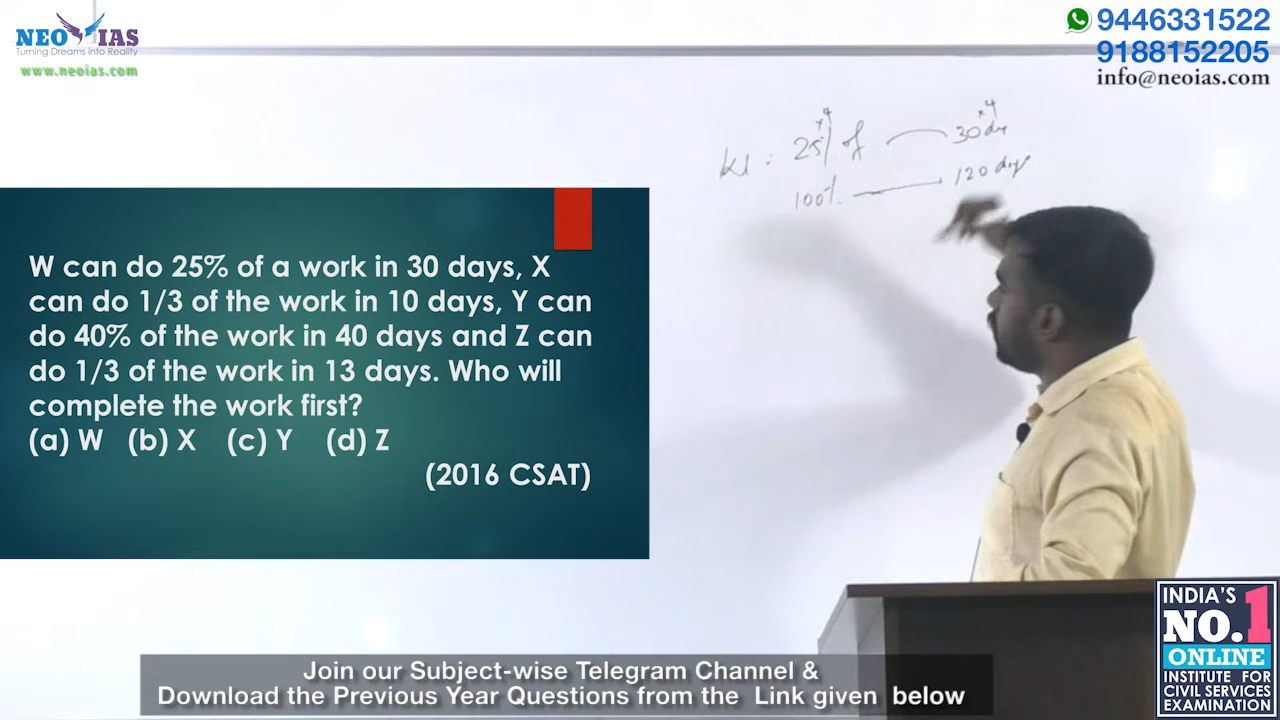 NEO IAS
Turning Dreams into Reality
www.neoias.com
9446331522
9188152205
info@neoias.com
×4 ×4
W : 25% of 30 days
100% 120 days
W can do 25% of a work in 30 days, X
can do 1/3 of the work in 10 days, Y can
do 40% of the work in 40 days and Z can
do 1/3 of the work in 13 days. Who will
complete the work first?
(a) W (b) X (c) Y (d) Z
(2016 CSAT)
INDIA'S
NO.1
ONLINE
INSTITUTE FOR
CIVIL SERVICES
EXAMINATION
Join our Subject-wise Telegram Channel &
Download the Previous Year Questions from the Link given below